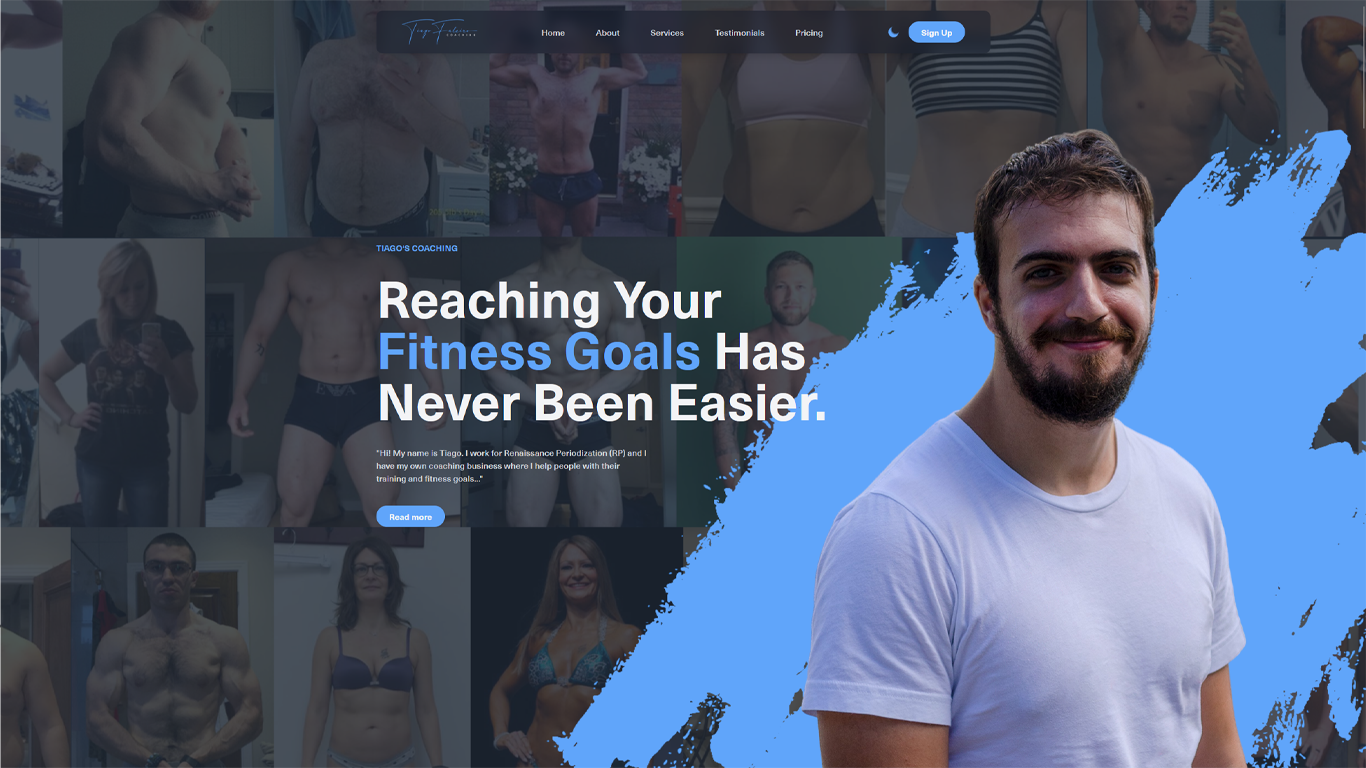 Tiago
COACHING
Home
About
Services
Testimonials
Pricing
Sign Up
TIAGO'S COACHING
Reaching Your
Fitness Goals Has
Never Been Easier.
"Hi! My name is Tiago. I work for Renaissance Periodization (RP) and I
have my own coaching business where I help people with their
training and fitness goals..."
Read more